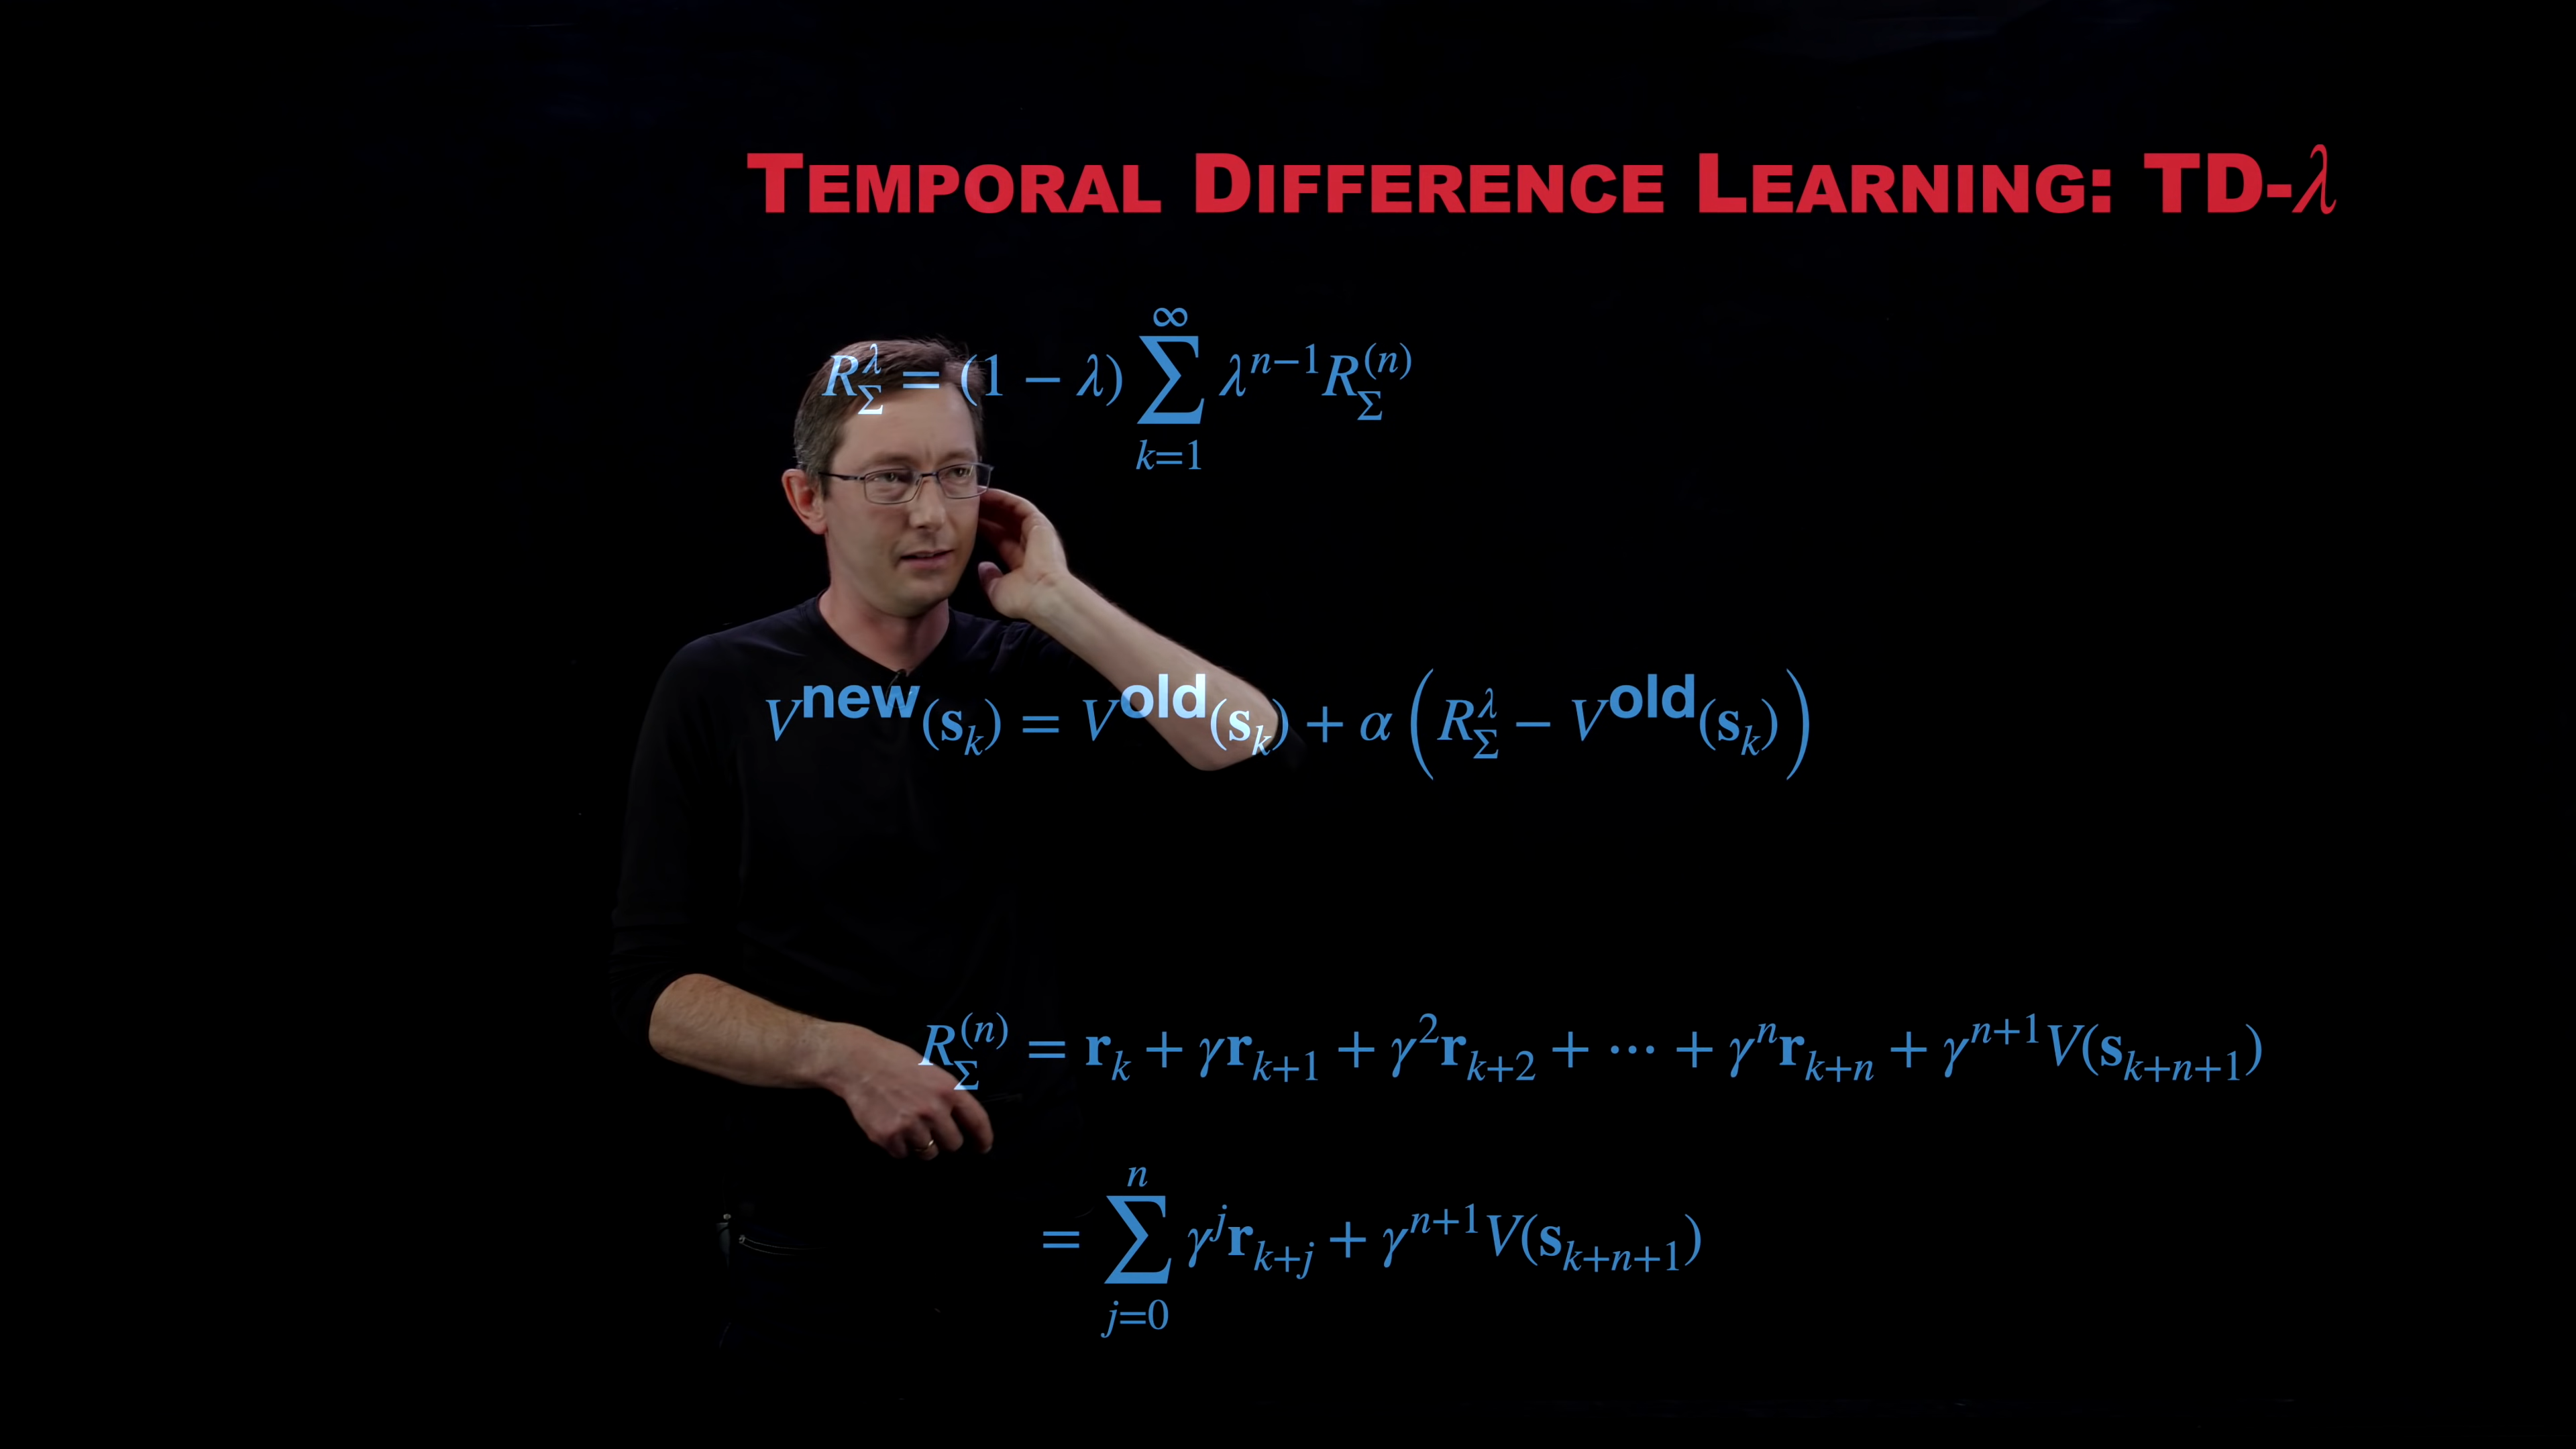 TEMPORAL DIFFERENCE LEARNING: TD-λ
R_Σ^λ = (1 − λ) ∑_{k=1}^{∞} λ^{n−1} R_Σ^{(n)}
V^{new}(s_k) = V^{old}(s_k) + α (R_Σ^λ − V^{old}(s_k))
R_Σ^{(n)} = r_k + γr_{k+1} + γ^2 r_{k+2} + ⋯ + γ^n r_{k+n} + γ^{n+1} V(s_{k+n+1})
= ∑_{j=0}^{n} γ^j r_{k+j} + γ^{n+1} V(s_{k+n+1})